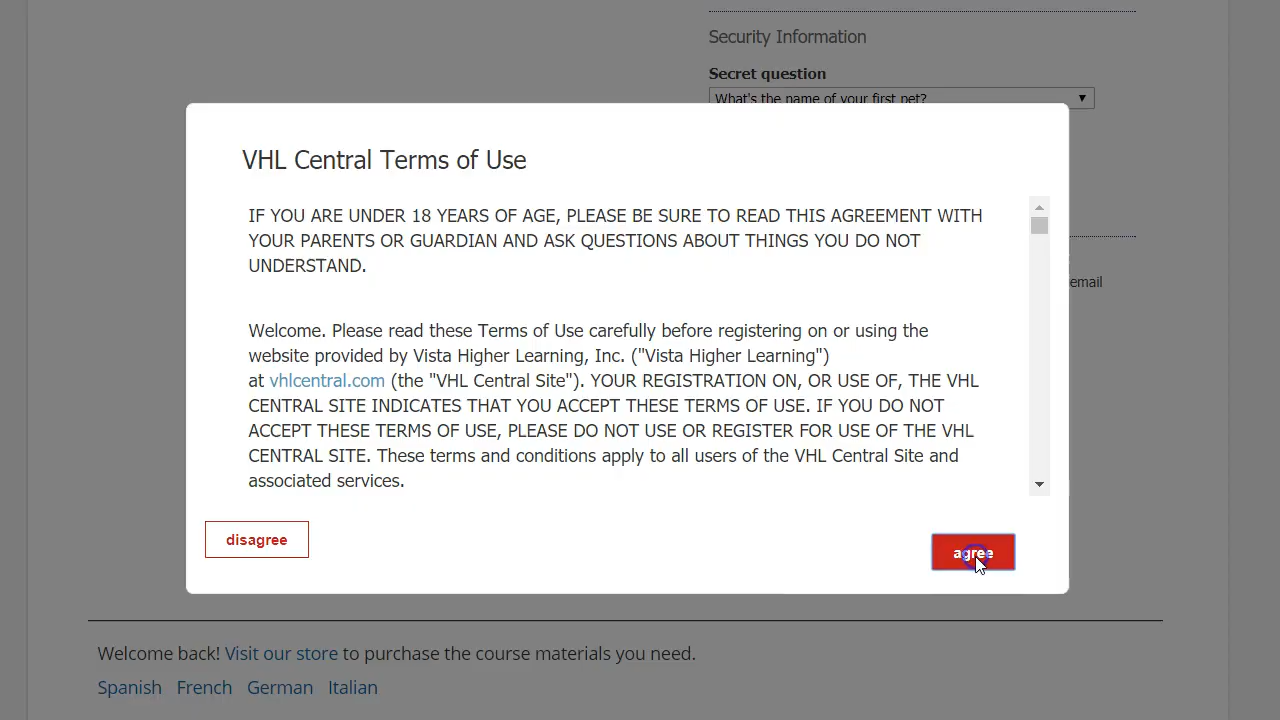 Security Information
Secret question
What's the name of your first pet?
VHL Central Terms of Use
IF YOU ARE UNDER 18 YEARS OF AGE, PLEASE BE SURE TO READ THIS AGREEMENT WITH
YOUR PARENTS OR GUARDIAN AND ASK QUESTIONS ABOUT THINGS YOU DO NOT
UNDERSTAND.
email
Welcome. Please read these Terms of Use carefully before registering on or using the
website provided by Vista Higher Learning, Inc. ("Vista Higher Learning")
at vhlcentral.com (the "VHL Central Site"). YOUR REGISTRATION ON, OR USE OF, THE VHL
CENTRAL SITE INDICATES THAT YOU ACCEPT THESE TERMS OF USE. IF YOU DO NOT
ACCEPT THESE TERMS OF USE, PLEASE DO NOT USE OR REGISTER FOR USE OF THE VHL
CENTRAL SITE. These terms and conditions apply to all users of the VHL Central Site and
associated services.
disagree
agree
Welcome back! Visit our store to purchase the course materials you need.
Spanish French German Italian